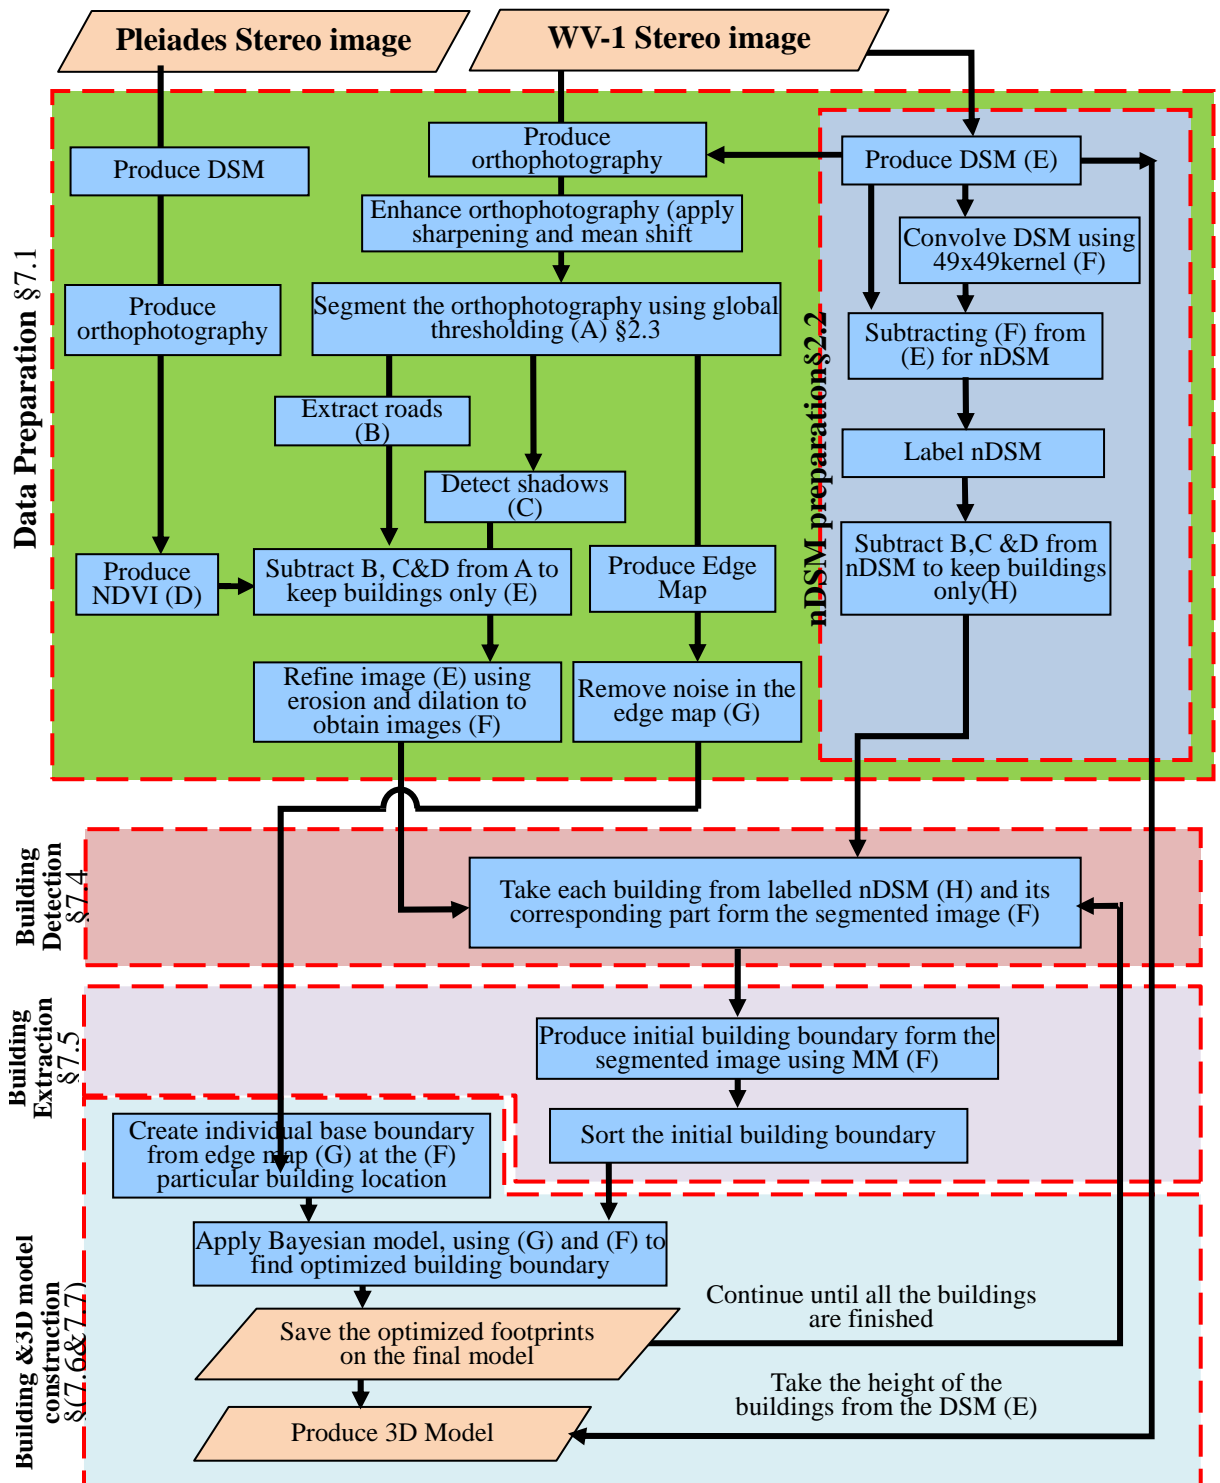 Pleiades Stereo image
WV-1 Stereo image
Data Preparation §7.1
Produce DSM
Produce
orthophotography
Produce
NDVI (D)
Produce
orthophotography
Enhance orthophotography (apply
sharpening and mean shift
Segment the orthophotography using global
thresholding (A) §2.3
Extract roads
(B)
Detect shadows
(C)
Subtract B, C&D from A to
keep buildings only (E)
Refine image (E) using
erosion and dilation to
obtain images (F)
Produce Edge
Map
Remove noise in the
edge map (G)
nDSM preparation§2.2
Produce DSM (E)
Convolve DSM using
49x49kernel (F)
Subtracting (F) from
(E) for nDSM
Label nDSM
Subtract B,C &D from
nDSM to keep buildings
only(H)
Building
Detection
§7.4
Take each building from labelled nDSM (H) and its
corresponding part form the segmented image (F)
Building
Extraction
§7.5
Produce initial building boundary form the
segmented image using MM (F)
Sort the initial building boundary
Building &3D model
construction
§(7.6&7.7)
Create individual base boundary
from edge map (G) at the (F)
particular building location
Apply Bayesian model, using (G) and (F) to
find optimized building boundary
Save the optimized footprints
on the final model
Continue until all the buildings
are finished
Take the height of the
buildings from the DSM (E)
Produce 3D Model